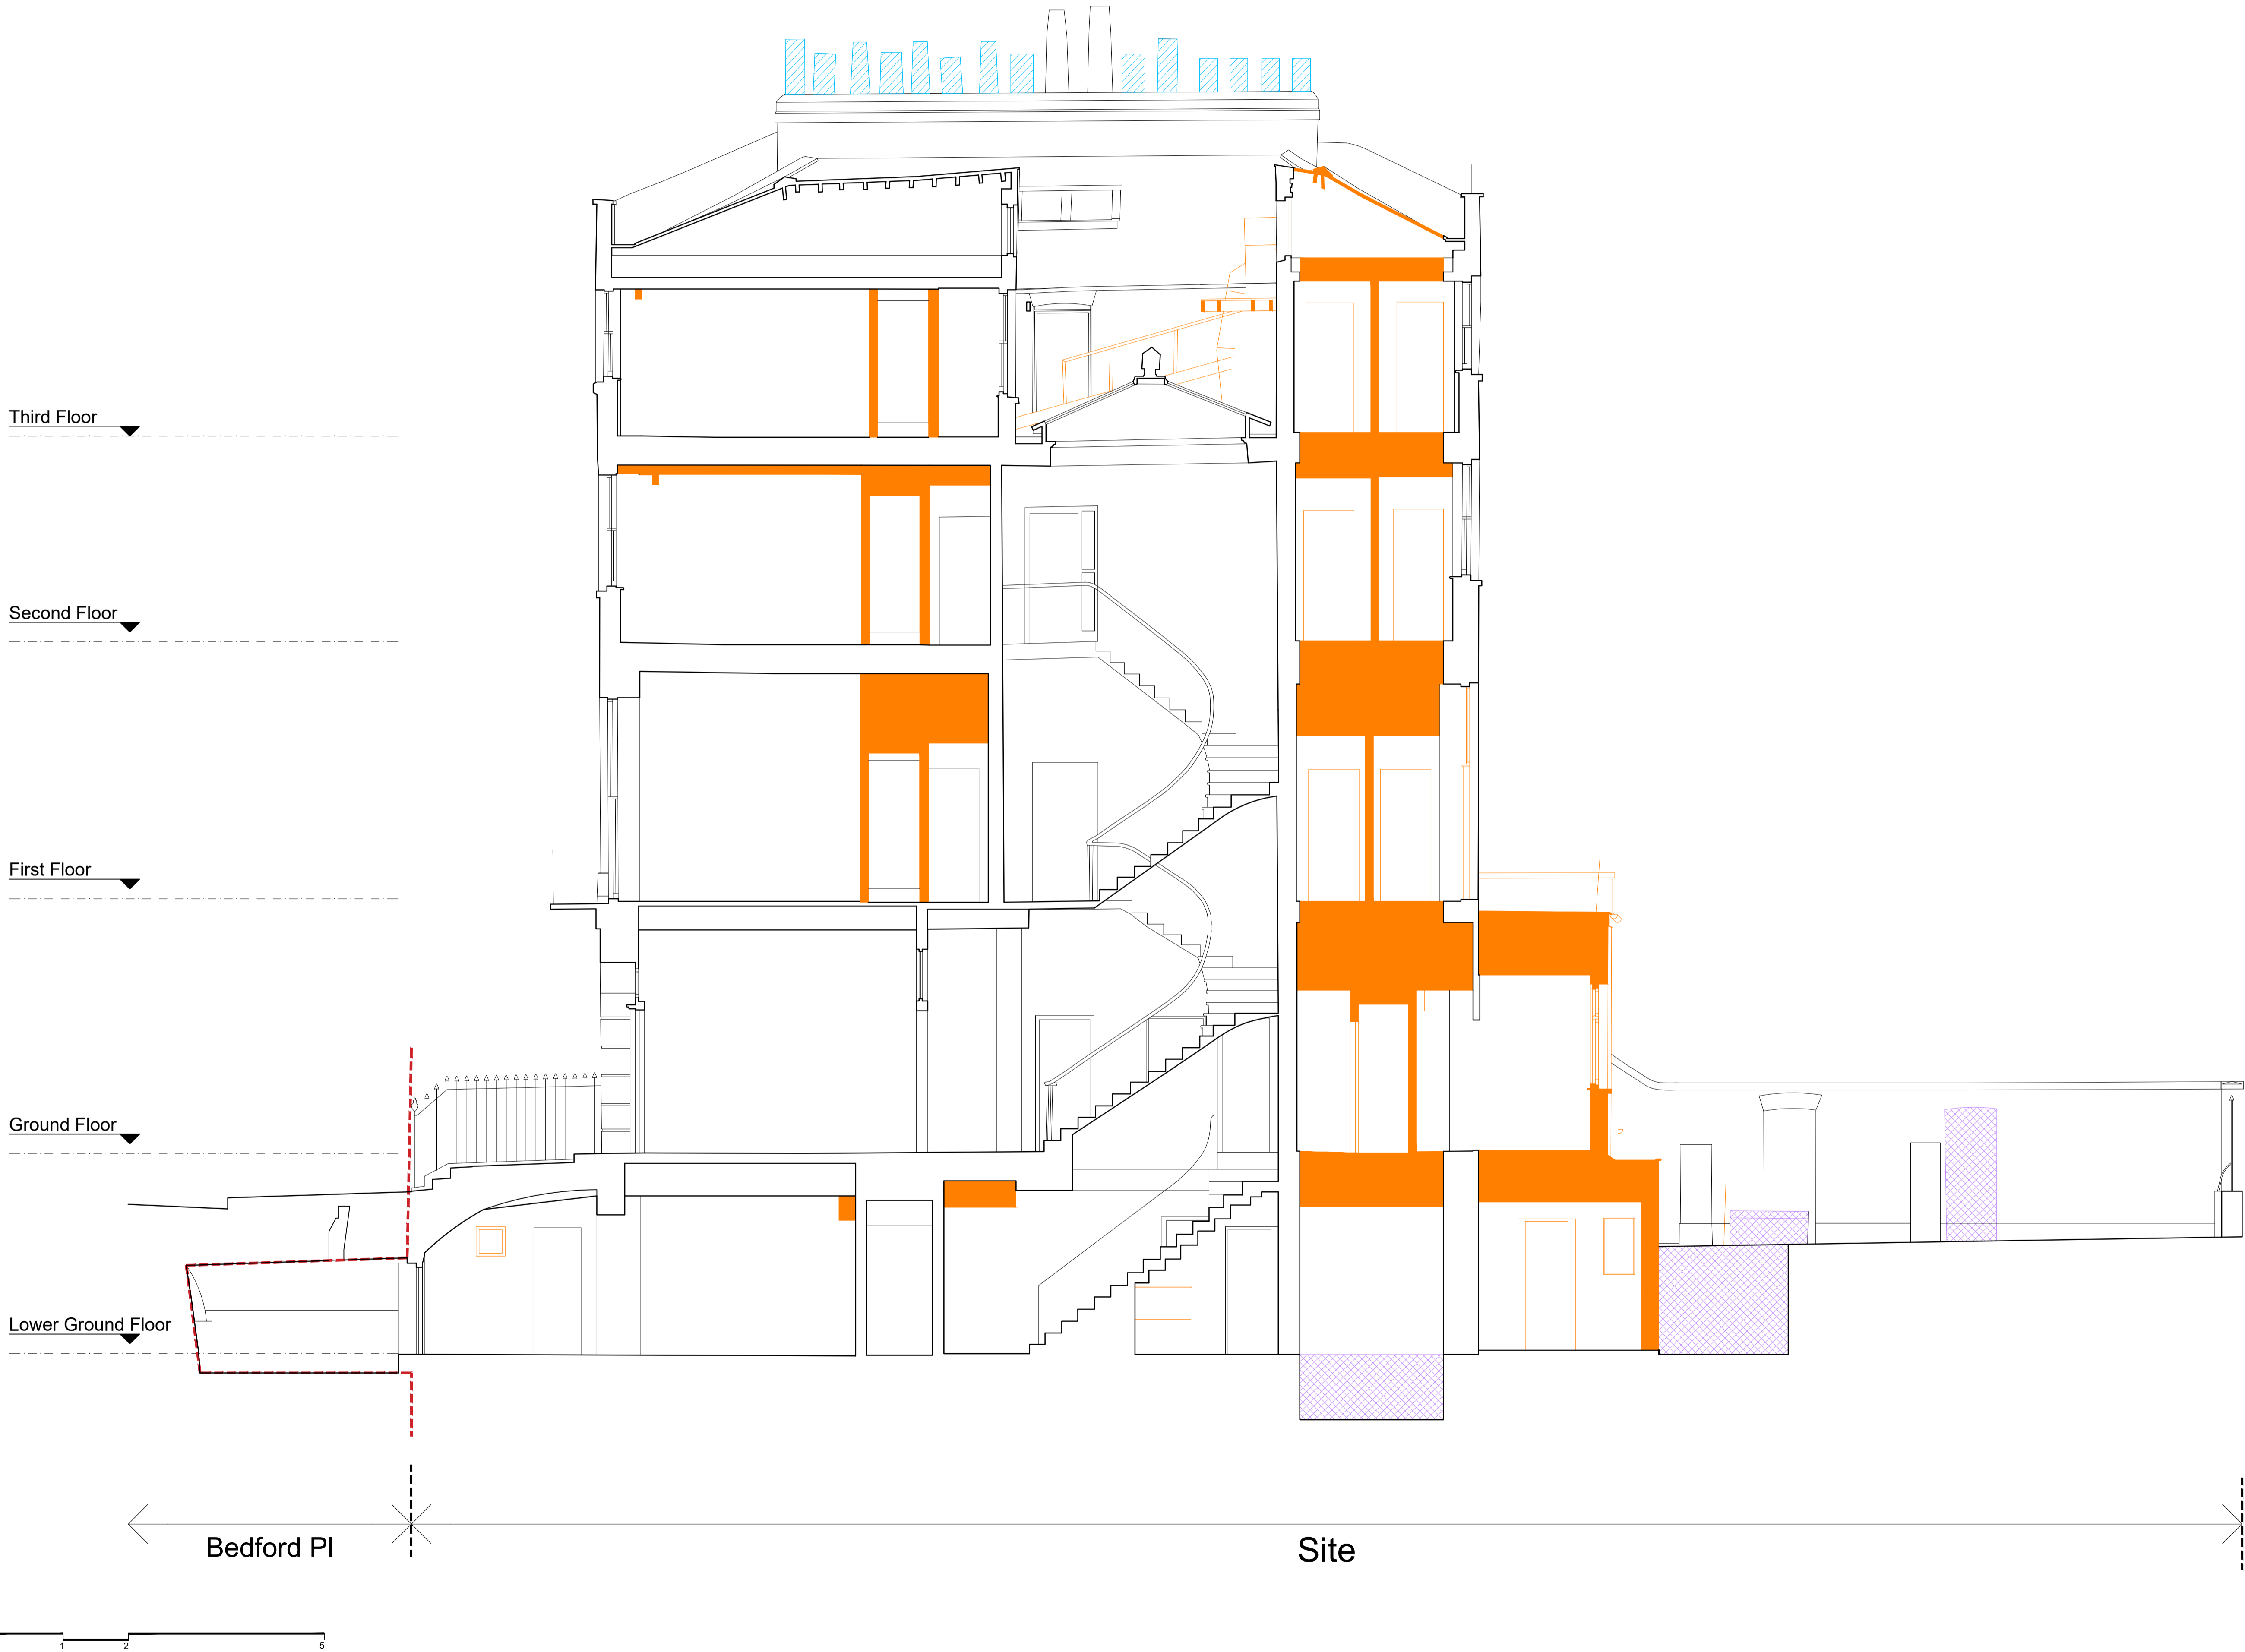 Third Floor
Second Floor
First Floor
Ground Floor
Lower Ground Floor
Bedford Pl
Site
1 2 5